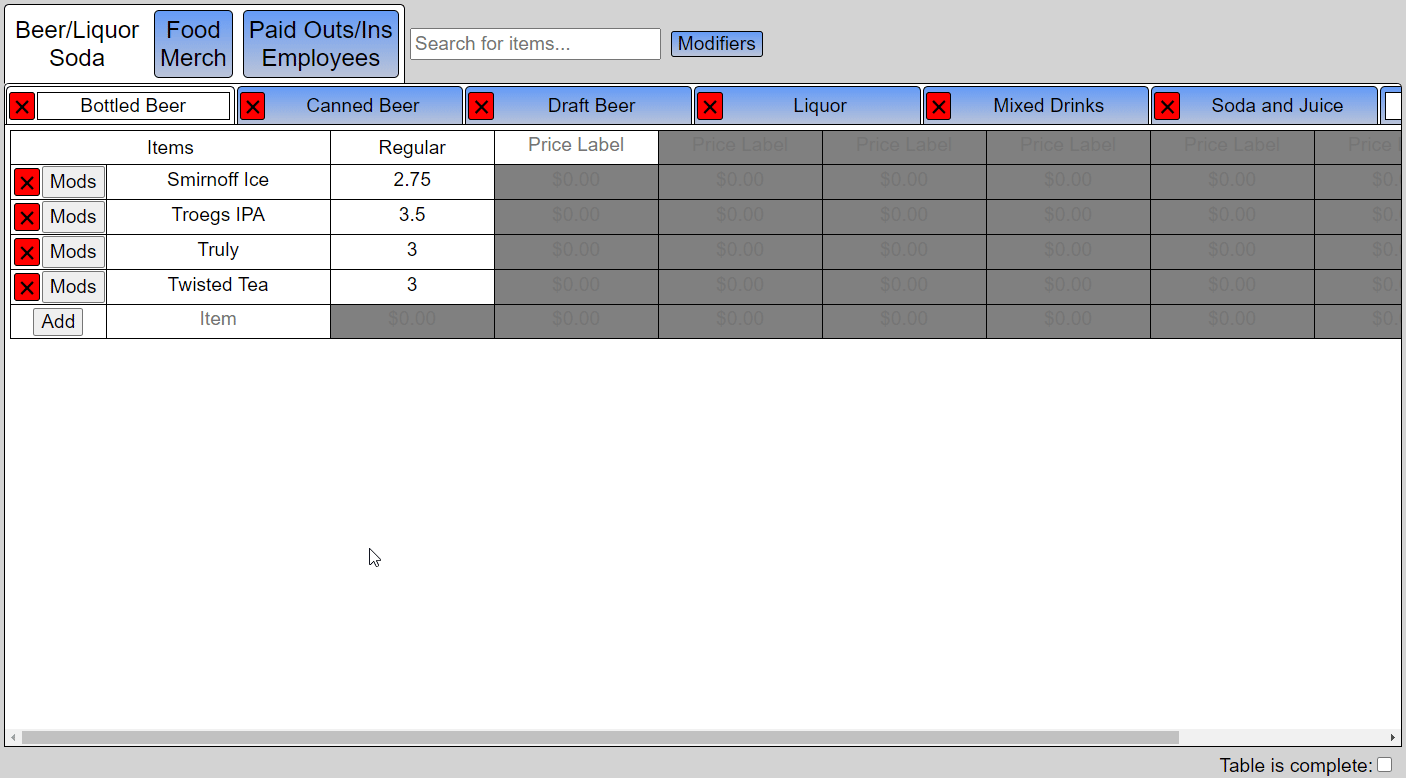 Beer/Liquor
Soda
Food
Merch
Paid Outs/Ins
Employees
Search for items...
Modifiers
Bottled Beer
Canned Beer
Draft Beer
Liquor
Mixed Drinks
Soda and Juice
Items Regular Price Label Price Label Price Label Price Label Price Label Price
Mods Smirnoff Ice 2.75 $0.00 $0.00 $0.00 $0.00 $0.00 $0.
Mods Troegs IPA 3.5 $0.00 $0.00 $0.00 $0.00 $0.00 $0.
Mods Truly 3 $0.00 $0.00 $0.00 $0.00 $0.00 $0.
Mods Twisted Tea 3 $0.00 $0.00 $0.00 $0.00 $0.00 $0.
Add Item $0.00 $0.00 $0.00 $0.00 $0.00 $0.00 $0.
Table is complete: